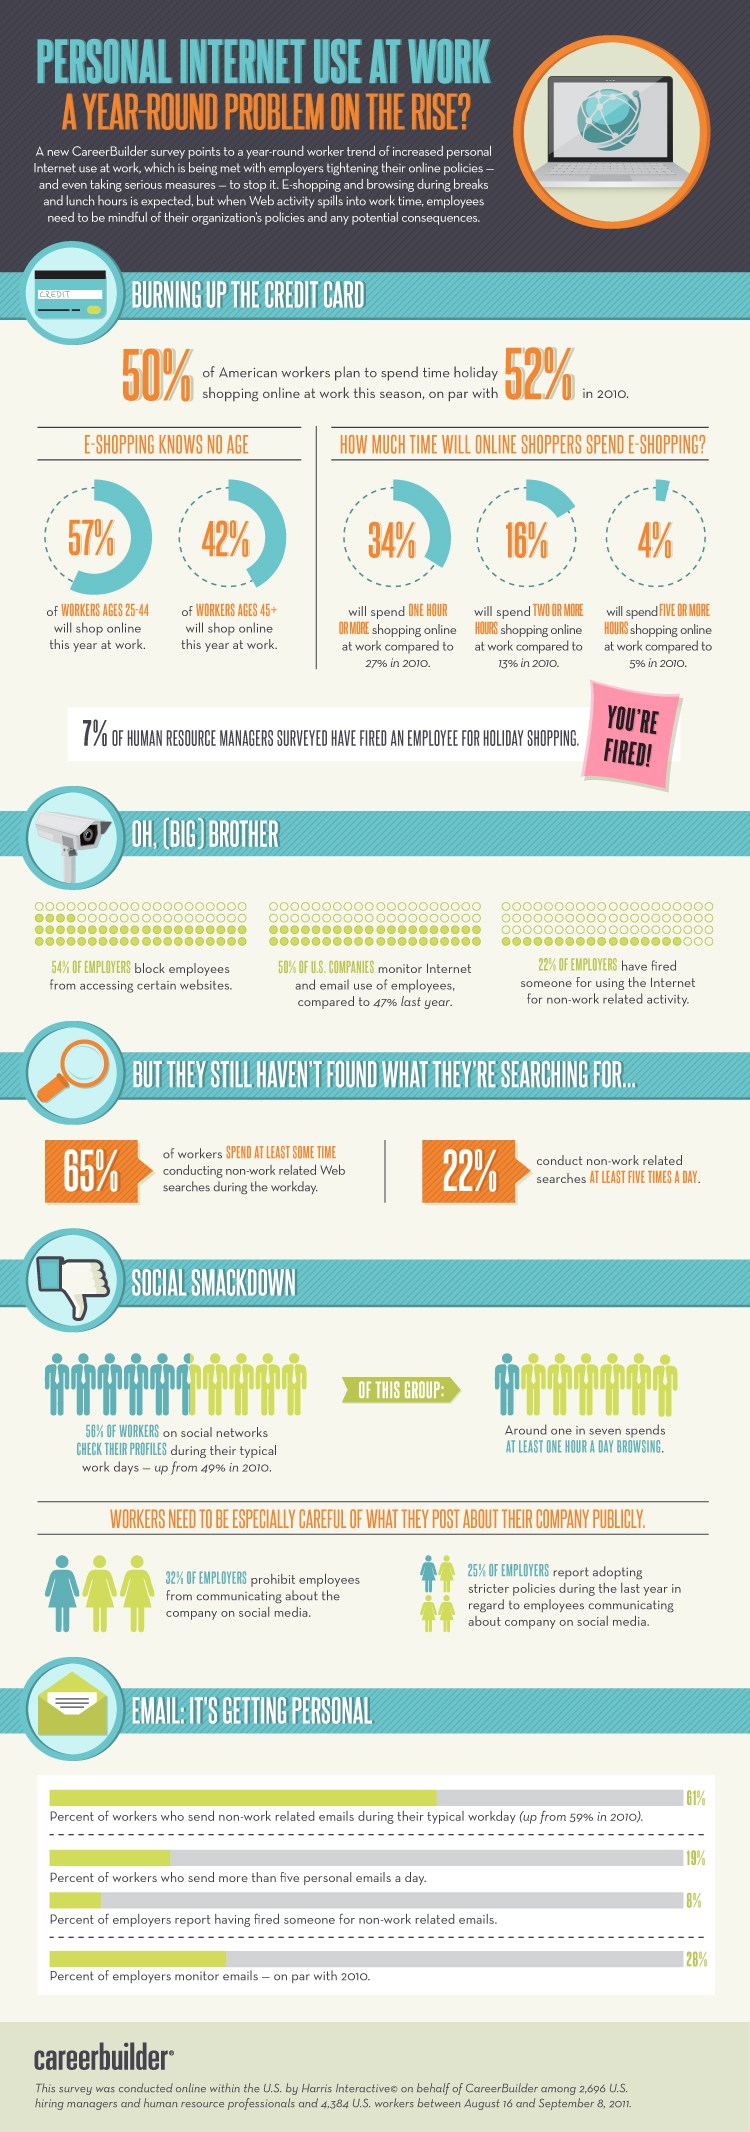 PERSONAL INTERNET USE AT WORK
A YEAR-ROUND PROBLEM ON THE RISE?
A new CareerBuilder survey points to a year-round worker trend of increased personal
Internet use at work, which is being met with employers tightening their online policies —
and even taking serious measures — to stop it. E-shopping and browsing during breaks
and lunch hours is expected, but when Web activity spills into work time, employees
need to be mindful of their organization's policies and any potential consequences.
CREDIT
BURNING UP THE CREDIT CARD
50% of American workers plan to spend time holiday
shopping online at work this season, on par with 52% in 2010.
E-SHOPPING KNOWS NO AGE
57%
of WORKERS AGES 25-44
will shop online
this year at work.
42%
of WORKERS AGES 45+
will shop online
this year at work.
HOW MUCH TIME WILL ONLINE SHOPPERS SPEND E-SHOPPING?
34%
will spend ONE HOUR
OR MORE shopping online
at work compared to
27% in 2010.
16%
will spend TWO OR MORE
HOURS shopping online
at work compared to
13% in 2010.
4%
will spend FIVE OR MORE
HOURS shopping online
at work compared to
5% in 2010.
7% OF HUMAN RESOURCE MANAGERS SURVEYED HAVE FIRED AN EMPLOYEE FOR HOLIDAY SHOPPING.
YOU'RE
FIRED!
OH, (BIG) BROTHER
54% OF EMPLOYERS block employees
from accessing certain websites.
50% OF U.S. COMPANIES monitor Internet
and email use of employees,
compared to 47% last year.
22% OF EMPLOYERS have fired
someone for using the Internet
for non-work related activity.
BUT THEY STILL HAVEN'T FOUND WHAT THEY'RE SEARCHING FOR...
65%
of workers SPEND AT LEAST SOME TIME
conducting non-work related Web
searches during the workday.
22%
conduct non-work related
searches AT LEAST FIVE TIMES A DAY.
SOCIAL SMACKDOWN
56% OF WORKERS on social networks
CHECK THEIR PROFILES during their typical
work days — up from 49% in 2010.
OF THIS GROUP:
Around one in seven spends
AT LEAST ONE HOUR A DAY BROWSING.
WORKERS NEED TO BE ESPECIALLY CAREFUL OF WHAT THEY POST ABOUT THEIR COMPANY PUBLICLY.
32% OF EMPLOYERS prohibit employees
from communicating about the
company on social media.
25% OF EMPLOYERS report adopting
stricter policies during the last year in
regard to employees communicating
about company on social media.
EMAIL: IT'S GETTING PERSONAL
61%
Percent of workers who send non-work related emails during their typical workday (up from 59% in 2010).
19%
Percent of workers who send more than five personal emails a day.
8%
Percent of employers report having fired someone for non-work related emails.
28%
Percent of employers monitor emails — on par with 2010.
careerbuilder®
This survey was conducted online within the U.S. by Harris Interactive© on behalf of CareerBuilder among 2,696 U.S.
hiring managers and human resource professionals and 4,384 U.S. workers between August 16 and September 8, 2011.